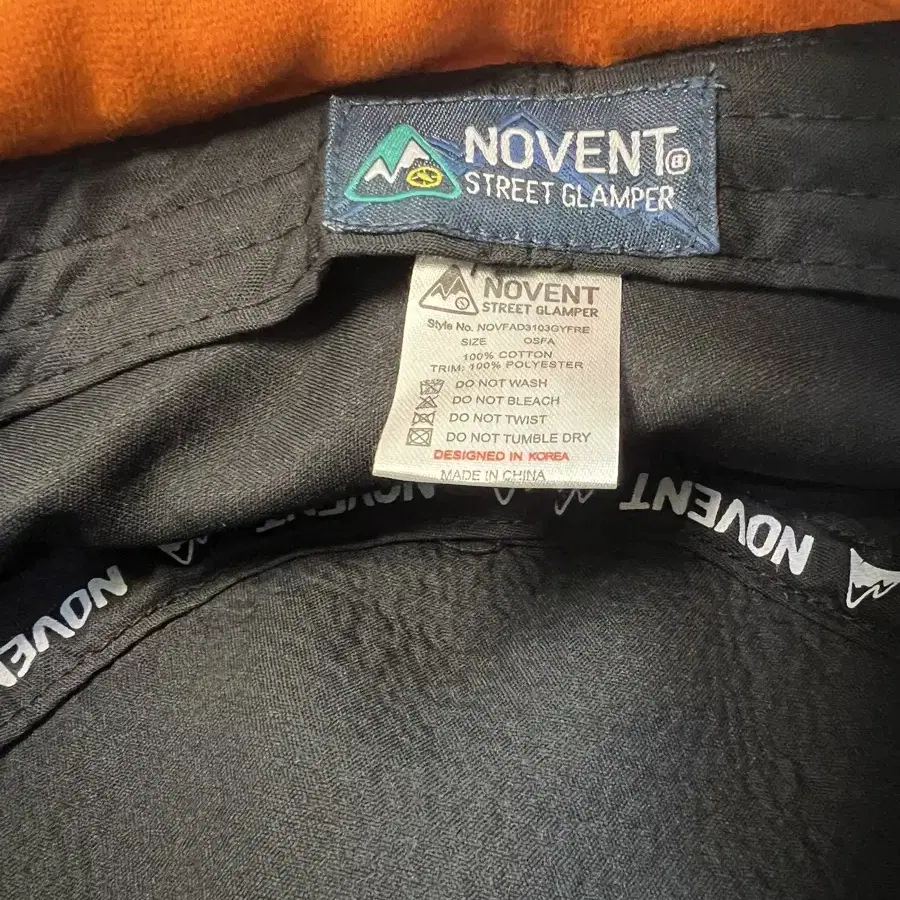 NOVENT®
STREET GLAMPER
NOVENT
STREET GLAMPER
Style No. NOVFAD3103GYFRE
SIZE OSFA
100% COTTON
TRIM: 100% POLYESTER
DO NOT WASH
DO NOT BLEACH
DO NOT TWIST
DO NOT TUMBLE DRY
DESIGNED IN KOREA
MADE IN CHINA
NOVENT
NOVENT
NOVEN